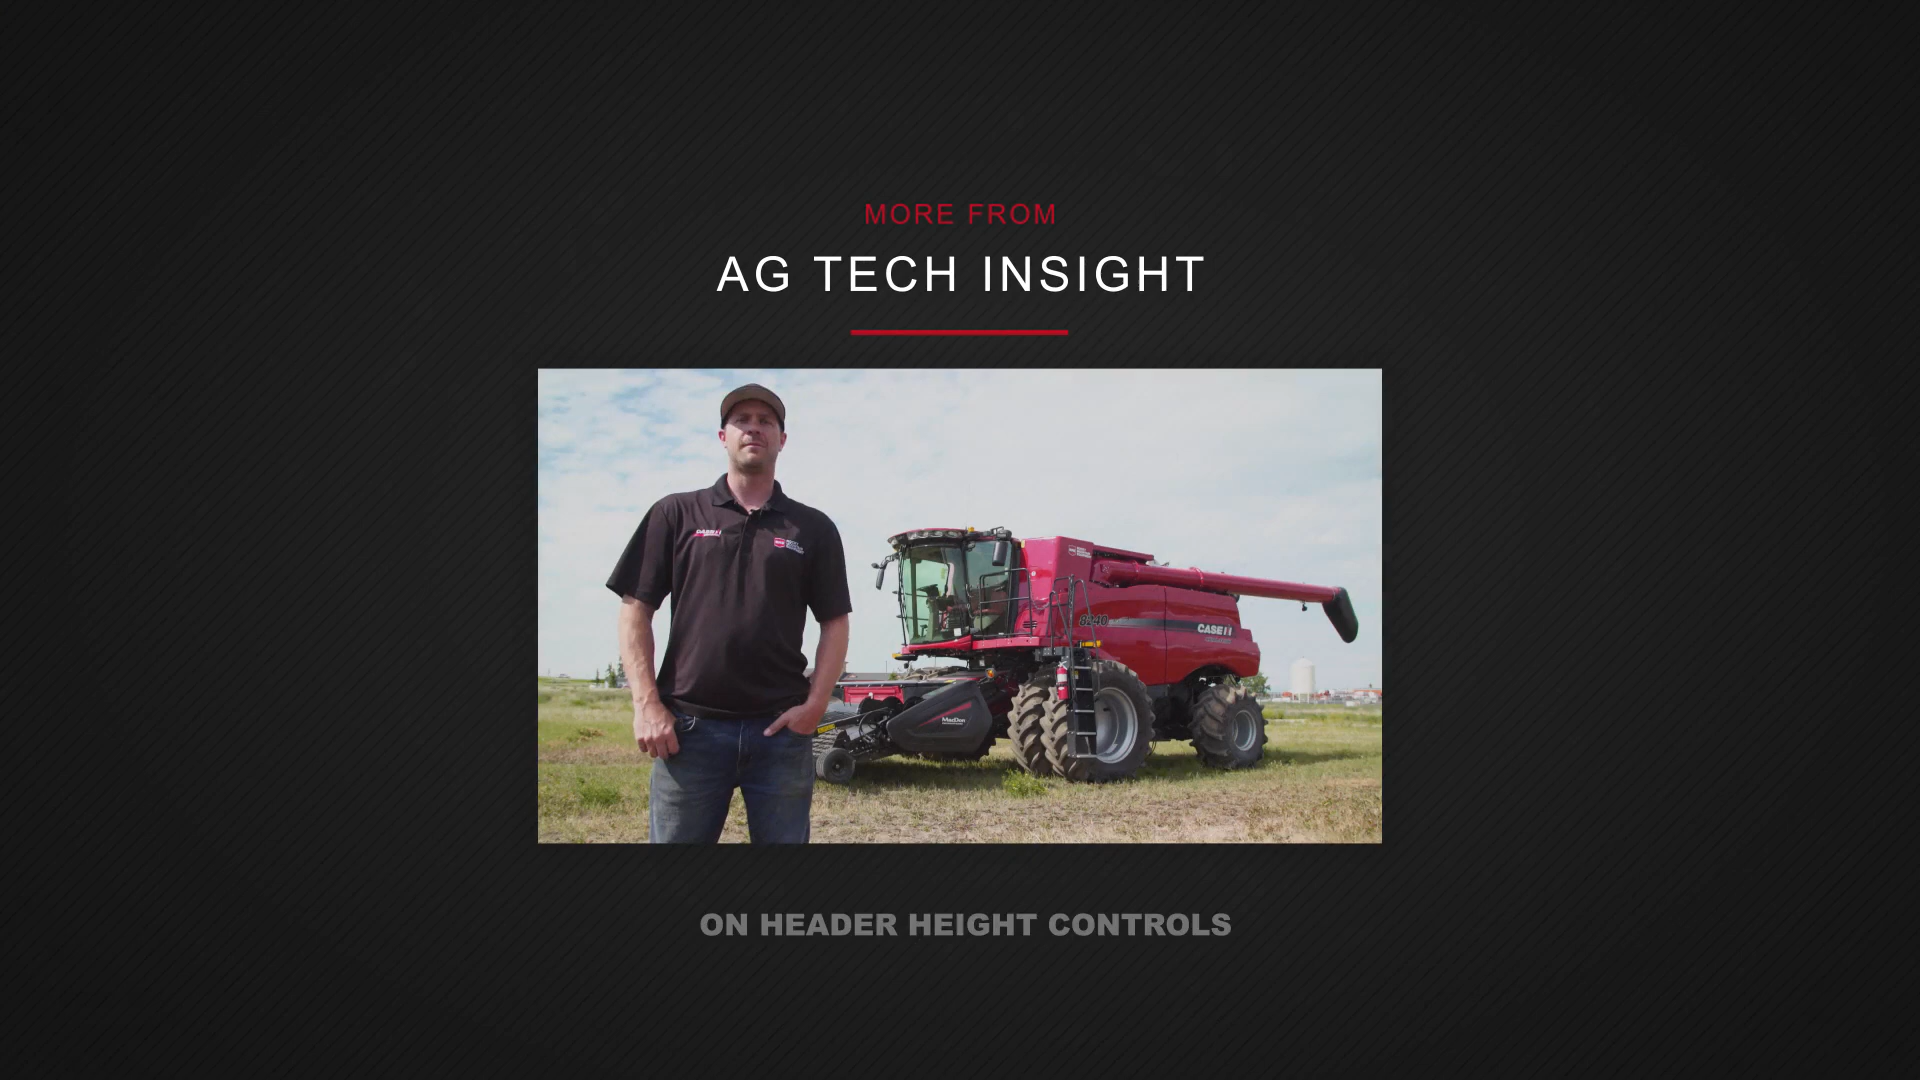 MORE FROM
AG TECH INSIGHT
CASE IH
8240
CASE IH
MacDon
ON HEADER HEIGHT CONTROLS